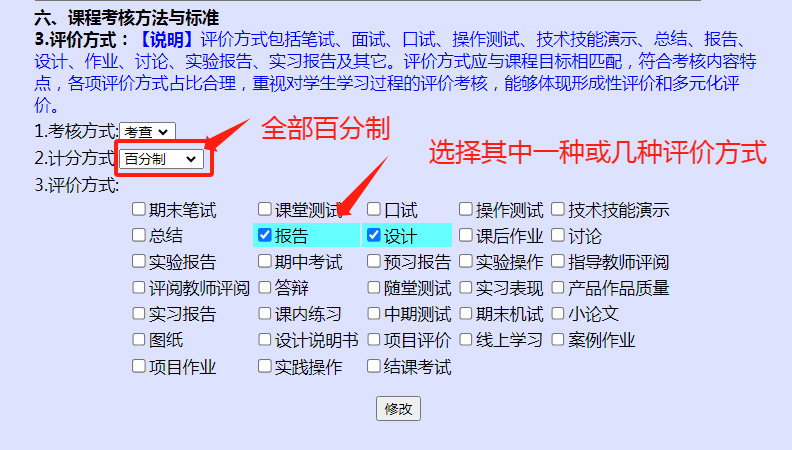 六、课程考核方法与标准
3.评价方式：【说明】评价方式包括笔试、面试、口试、操作测试、技术技能演示、总结、报告、
设计、作业、讨论、实验报告、实习报告及其它。评价方式应与课程目标相匹配，符合考核内容特
点，各项评价方式占比合理，重视对学生学习过程的评价考核，能够体现形成性评价和多元化评
价。
1.考核方式:考查
全部百分制
2.计分方式:百分制
选择其中一种或几种评价方式
3.评价方式:
期末笔试 课堂测试 口试 操作测试 技术技能演示
总结 报告 设计 课后作业 讨论
实验报告 期中考试 预习报告 实验操作 指导教师评阅
评阅教师评阅 答辩 随堂测试 实习表现 产品作品质量
实习报告 课内练习 中期测试 期末机试 小论文
图纸 设计说明书 项目评价 线上学习 案例作业
项目作业 实践操作 结课考试
修改